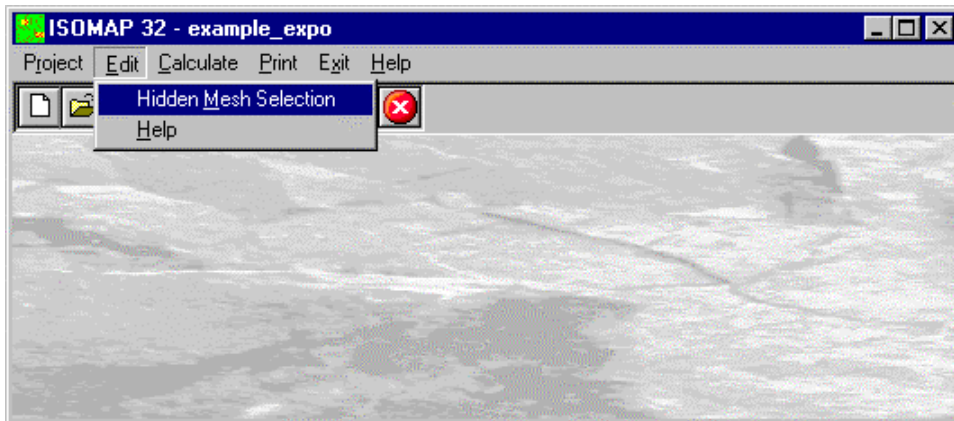 ISOMAP 32 - example_expo
Project Edit Calculate Print Exit Help
Hidden Mesh Selection
Help